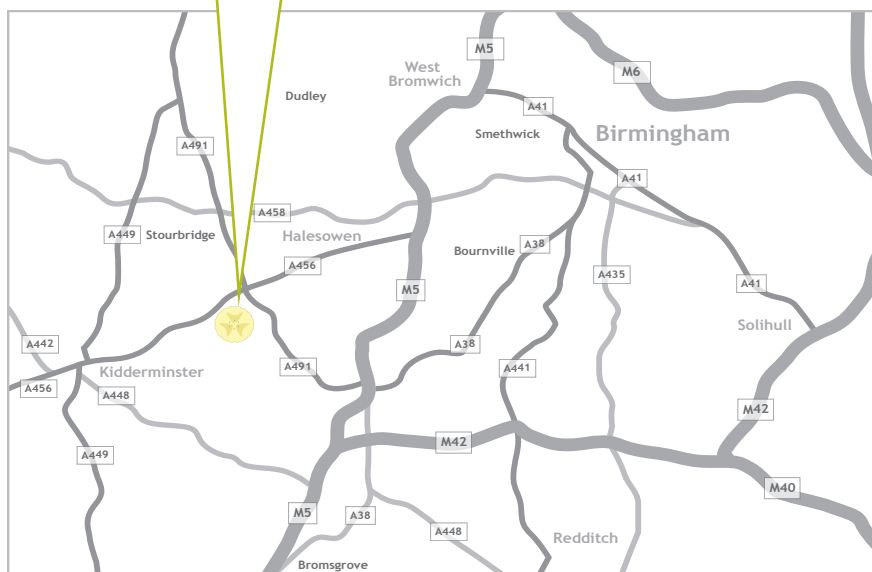 M5
West
Bromwich
M6
Dudley
A41
Smethwick
Birmingham
A491
A41
A458
A449
Stourbridge
Halesowen
Bournville
A38
A456
A435
M5
A41
Solihull
A442
A38
A491
A441
Kidderminster
A456
A448
M42
M42
A449
M40
M5
A38
A448
Redditch
Bromsgrove